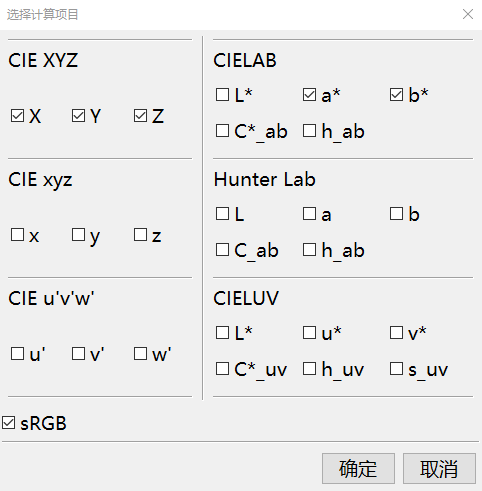 选择计算项目
CIE XYZ
X Y Z
CIE xyz
x y z
CIE u'v'w'
u' v' w'
CIELAB
L* a* b*
C*_ab h_ab
Hunter Lab
L a b
C_ab h_ab
CIELUV
L* u* v*
C*_uv h_uv s_uv
sRGB
确定 取消